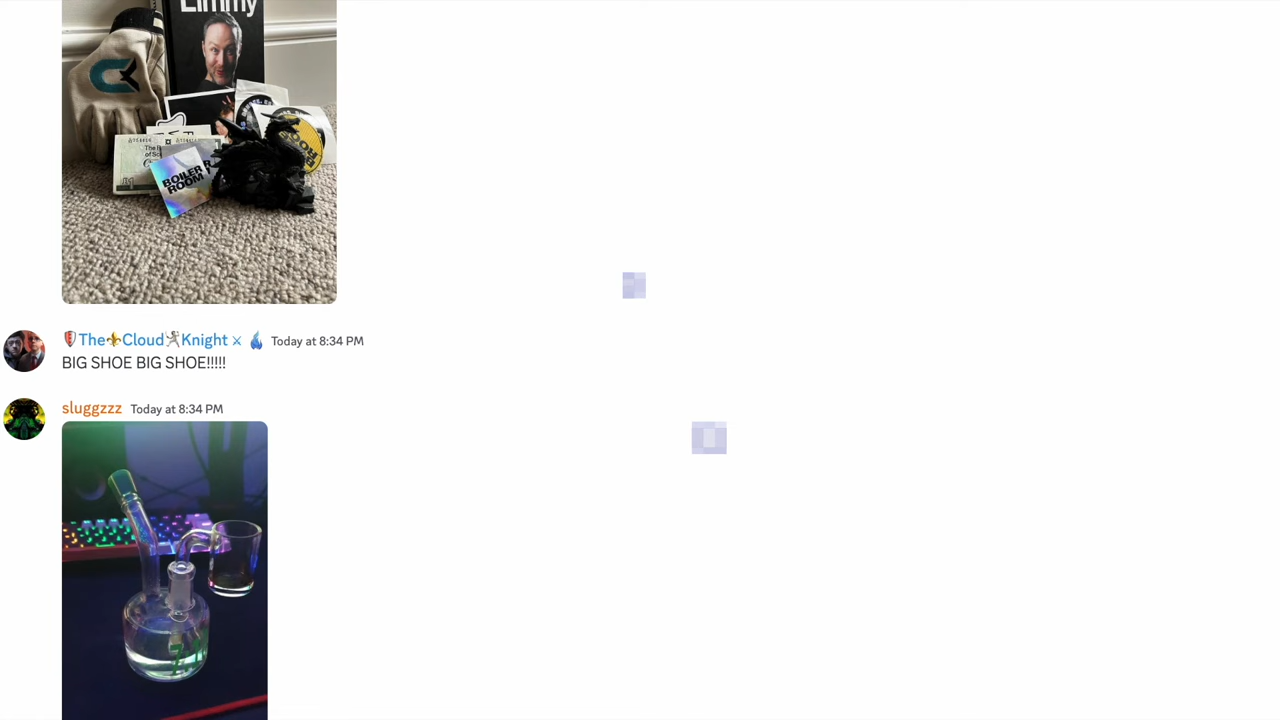 Limmy
BOILER
ROOM
The⚜Cloud Knight ⚔ Today at 8:34 PM
BIG SHOE BIG SHOE!!!!!
sluggzzz Today at 8:34 PM